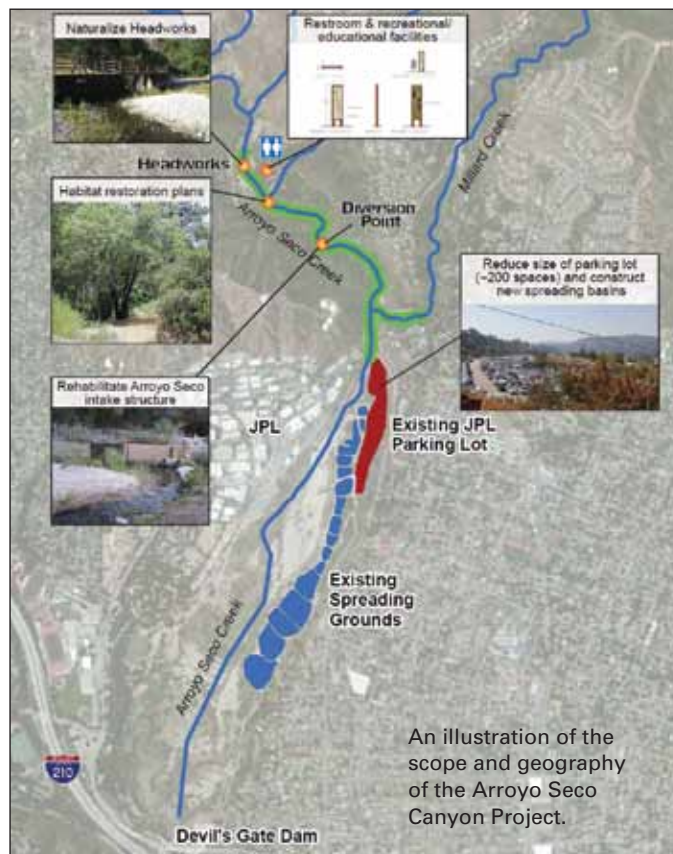 Naturalize Headworks
Restroom & recreational/
educational facilities
Millard Creek
Headworks
Habitat restoration plans
Diversion
Point
Arroyo Seco Creek
Reduce size of parking lot
(~200 spaces) and construct
new spreading basins
Rehabilitate Arroyo Seco
intake structure
JPL
Existing JPL
Parking Lot
Existing
Spreading
Grounds
Arroyo Seco Creek
An illustration of the
scope and geography
of the Arroyo Seco
Canyon Project.
210
Devil's Gate Dam